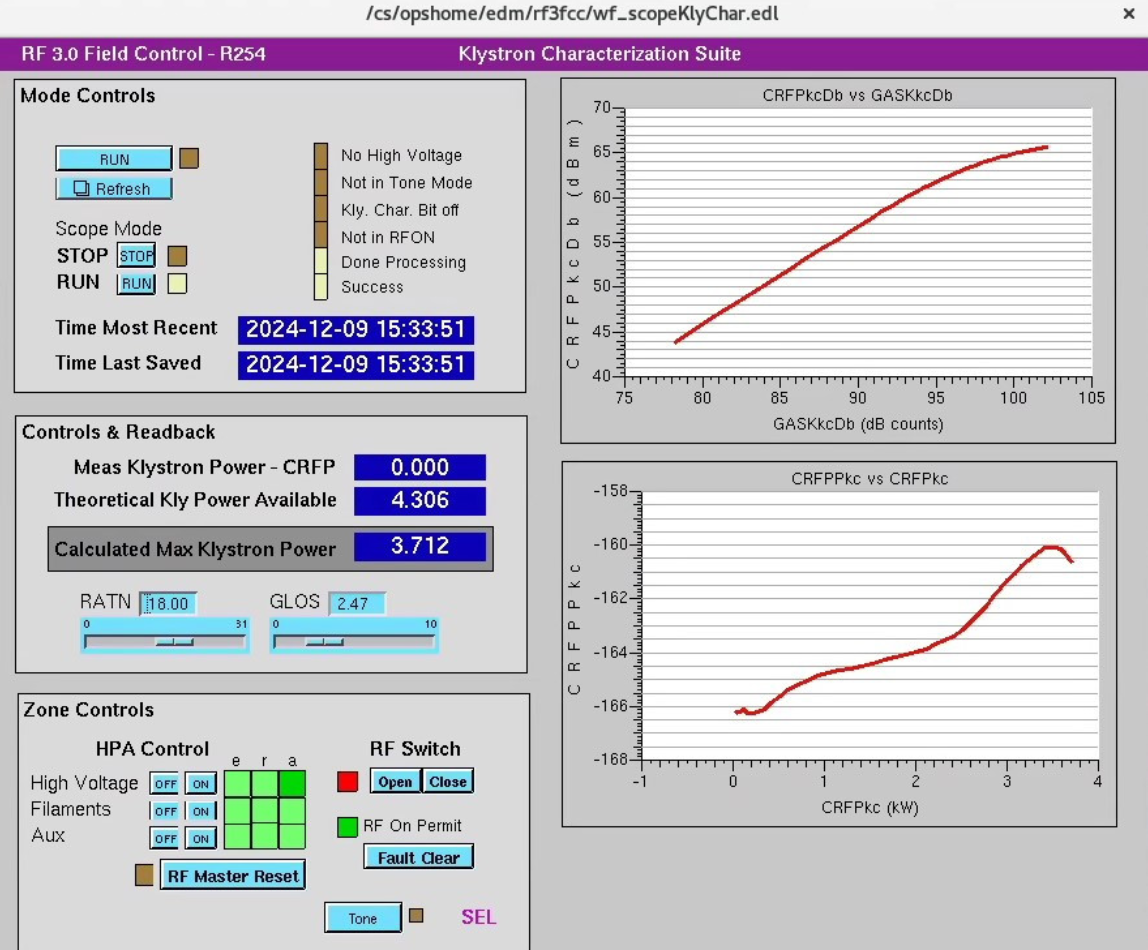 /cs/opshome/edm/rf3fcc/wf_scopeKlyChar.edl ×
RF 3.0 Field Control - R254 Klystron Characterization Suite
Mode Controls
RUN
Refresh
Scope Mode
STOP STOP
RUN RUN
No High Voltage
Not in Tone Mode
Kly. Char. Bit off
Not in RFON
Done Processing
Success
Time Most Recent 2024-12-09 15:33:51
Time Last Saved 2024-12-09 15:33:51
Controls & Readback
Meas Klystron Power - CRFP 0.000
Theoretical Kly Power Available 4.306
Calculated Max Klystron Power 3.712
RATN 18.00 GLOS 2.47
0 31 0 10
Zone Controls
HPA Control
e r a
High Voltage OFF ON
Filaments OFF ON
Aux OFF ON
RF Master Reset
RF Switch
Open Close
RF On Permit
Fault Clear
Tone SEL
CRFPkcDb vs GASKkcDb
CRFPkcDb (dBm)
70
65
60
55
50
45
40
75 80 85 90 95 100 105
GASKkcDb (dB counts)
CRFPPkc vs CRFPkc
CRFPPkc
-158
-160
-162
-164
-166
-168
-1 0 1 2 3 4
CRFPkc (kW)